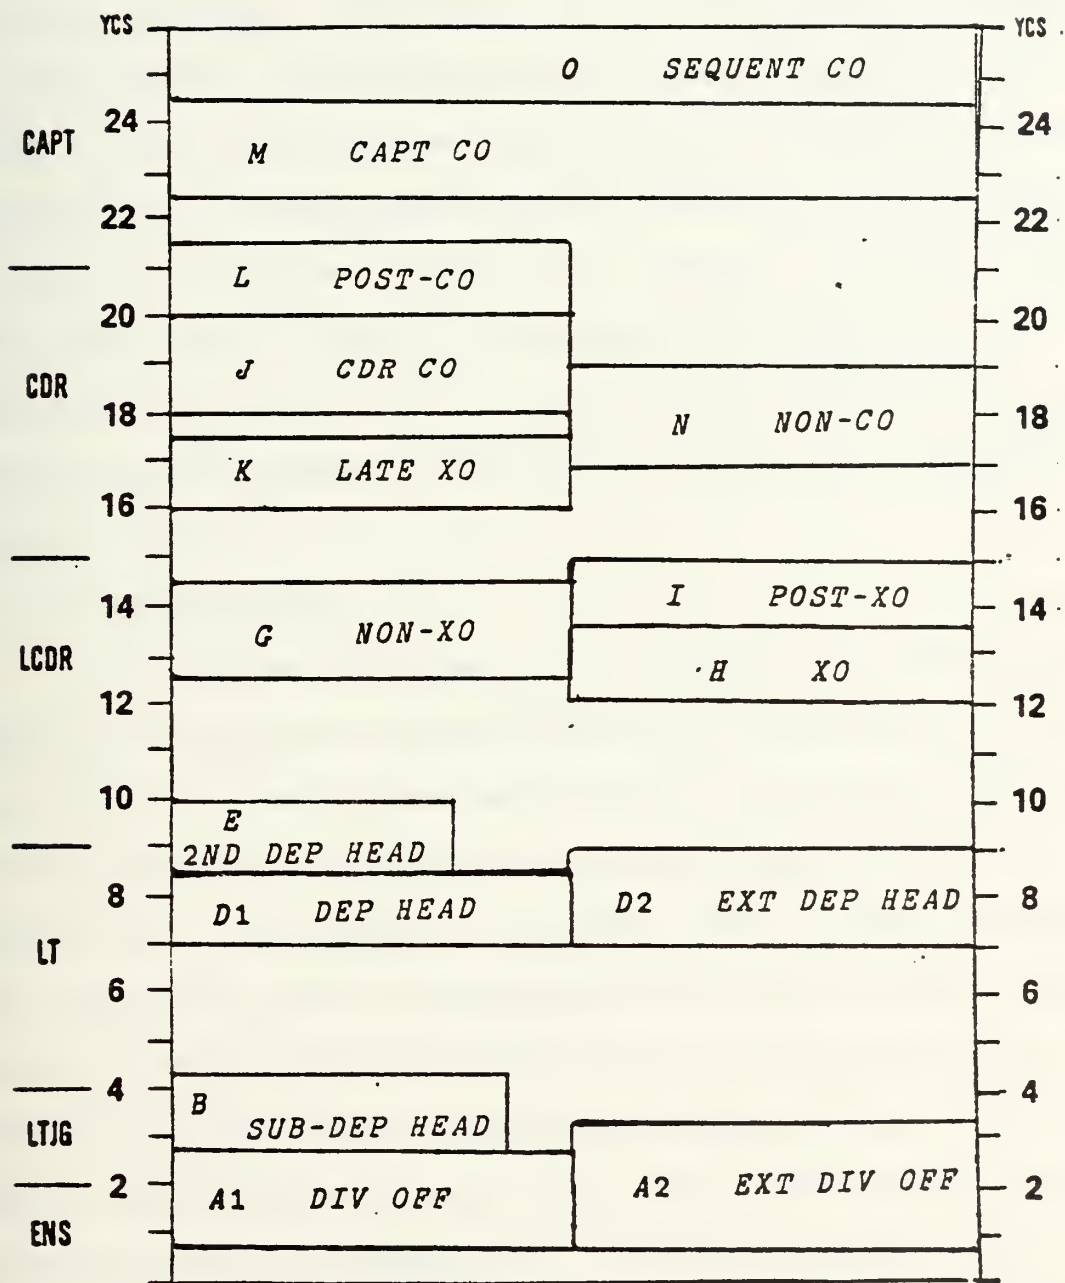 YCS YCS
O SEQUENT CO
24 24
CAPT
M CAPT CO
22 22
L POST-CO
20 20
J CDR CO
CDR
18 N NON-CO 18
K LATE XO
16 16
14 I POST-XO 14
G NON-XO
LCDR H XO
12 12
10 10
E
2ND DEP HEAD
8 D1 DEP HEAD D2 EXT DEP HEAD 8
LT
6 6
4 4
B
LTJG SUB-DEP HEAD
2 A1 DIV OFF A2 EXT DIV OFF 2
ENS